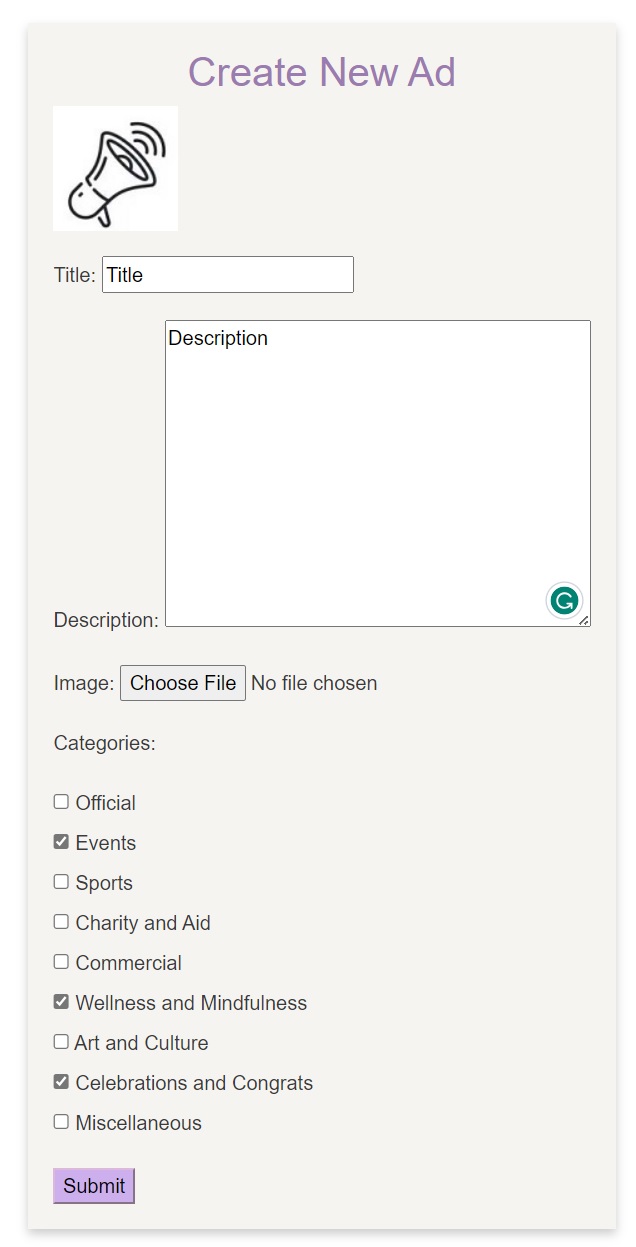 Create New Ad
Title: Title
Description
Description:
Image: Choose File No file chosen
Categories:
Official
Events
Sports
Charity and Aid
Commercial
Wellness and Mindfulness
Art and Culture
Celebrations and Congrats
Miscellaneous
Submit